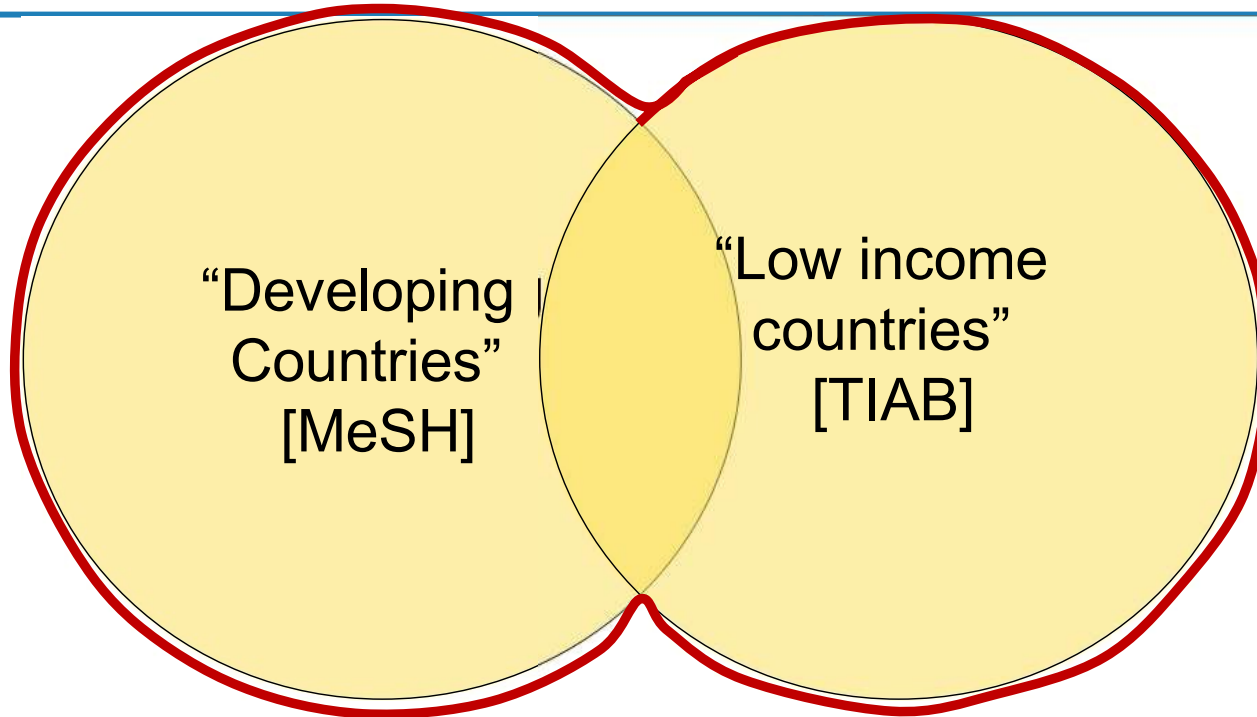 “Developing
Countries”
[MeSH]
“Low income
countries”
[TIAB]